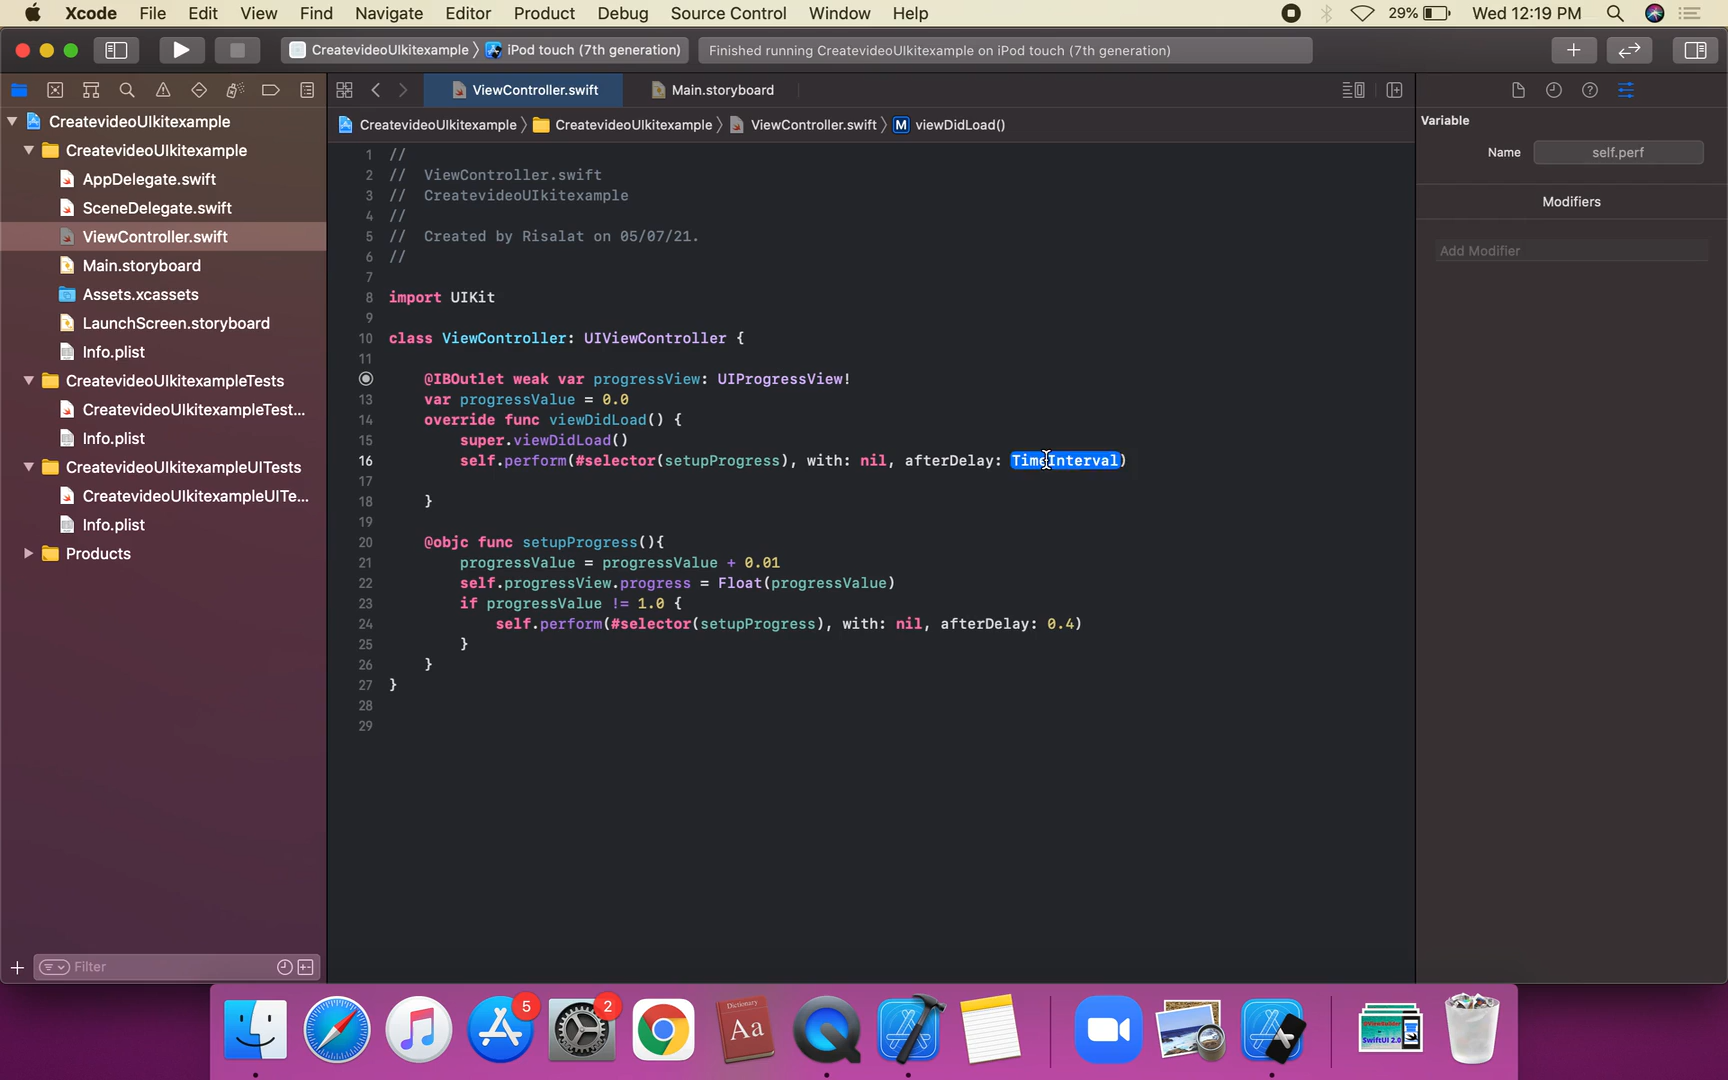 Xcode File Edit View Find Navigate Editor Product Debug Source Control Window Help 29% Wed 12:19 PM
CreatevideoUIkitexample 〉 iPod touch (7th generation) Finished running CreatevideoUIkitexample on iPod touch (7th generation)
ViewController.swift Main.storyboard
CreatevideoUIkitexample 〉 CreatevideoUIkitexample 〉 ViewController.swift 〉 M viewDidLoad()
CreatevideoUIkitexample
CreatevideoUIkitexample
AppDelegate.swift
SceneDelegate.swift
ViewController.swift
Main.storyboard
Assets.xcassets
LaunchScreen.storyboard
Info.plist
CreatevideoUIkitexampleTests
CreatevideoUIkitexampleTest...
Info.plist
CreatevideoUIkitexampleUITests
CreatevideoUIkitexampleUITe...
Info.plist
Products
Filter
1 //
2 // ViewController.swift
3 // CreatevideoUIkitexample
4 //
5 // Created by Risalat on 05/07/21.
6 //
7
8 import UIKit
9
10 class ViewController: UIViewController {
11
@IBOutlet weak var progressView: UIProgressView!
13 var progressValue = 0.0
14 override func viewDidLoad() {
15 super.viewDidLoad()
16 self.perform(#selector(setupProgress), with: nil, afterDelay: TimeInterval)
17
18 }
19
20 @objc func setupProgress(){
21 progressValue = progressValue + 0.01
22 self.progressView.progress = Float(progressValue)
23 if progressValue != 1.0 {
24 self.perform(#selector(setupProgress), with: nil, afterDelay: 0.4)
25 }
26 }
27 }
28
29
Variable
Name self.perf
Modifiers
Add Modifier
5 2
Aa
SwiftUI 2.0